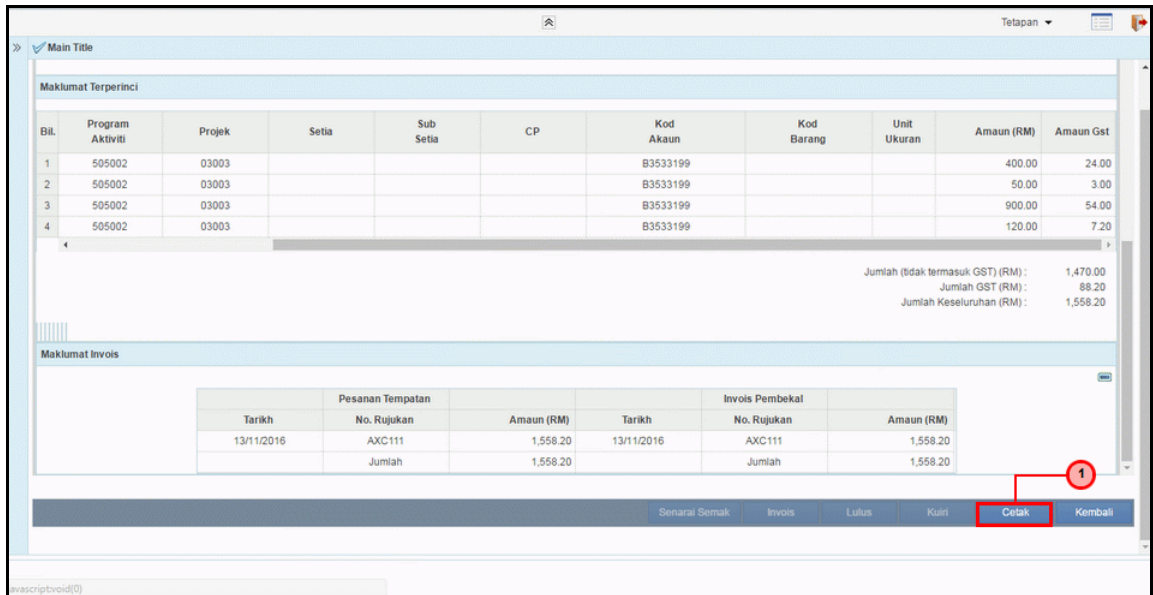 Tetapan
Main Title
Maklumat Terperinci
Bil. Program Aktiviti Projek Setia Sub Setia CP Kod Akaun Kod Barang Unit Ukuran Amaun (RM) Amaun Gst
1 505002 03003 B3533199 400.00 24.00
2 505002 03003 B3533199 50.00 3.00
3 505002 03003 B3533199 900.00 54.00
4 505002 03003 B3533199 120.00 7.20
Jumlah (tidak termasuk GST) (RM) : 1,470.00
Jumlah GST (RM) : 88.20
Jumlah Keseluruhan (RM) : 1,558.20
Maklumat Invois
Pesanan Tempatan Invois Pembekal
Tarikh No. Rujukan Amaun (RM) Tarikh No. Rujukan Amaun (RM)
13/11/2016 AXC111 1,558.20 13/11/2016 AXC111 1,558.20
Jumlah 1,558.20 Jumlah 1,558.20
1
Senarai Semak Invois Lulus Kuiri Cetak Kembali
avascript:void(0)